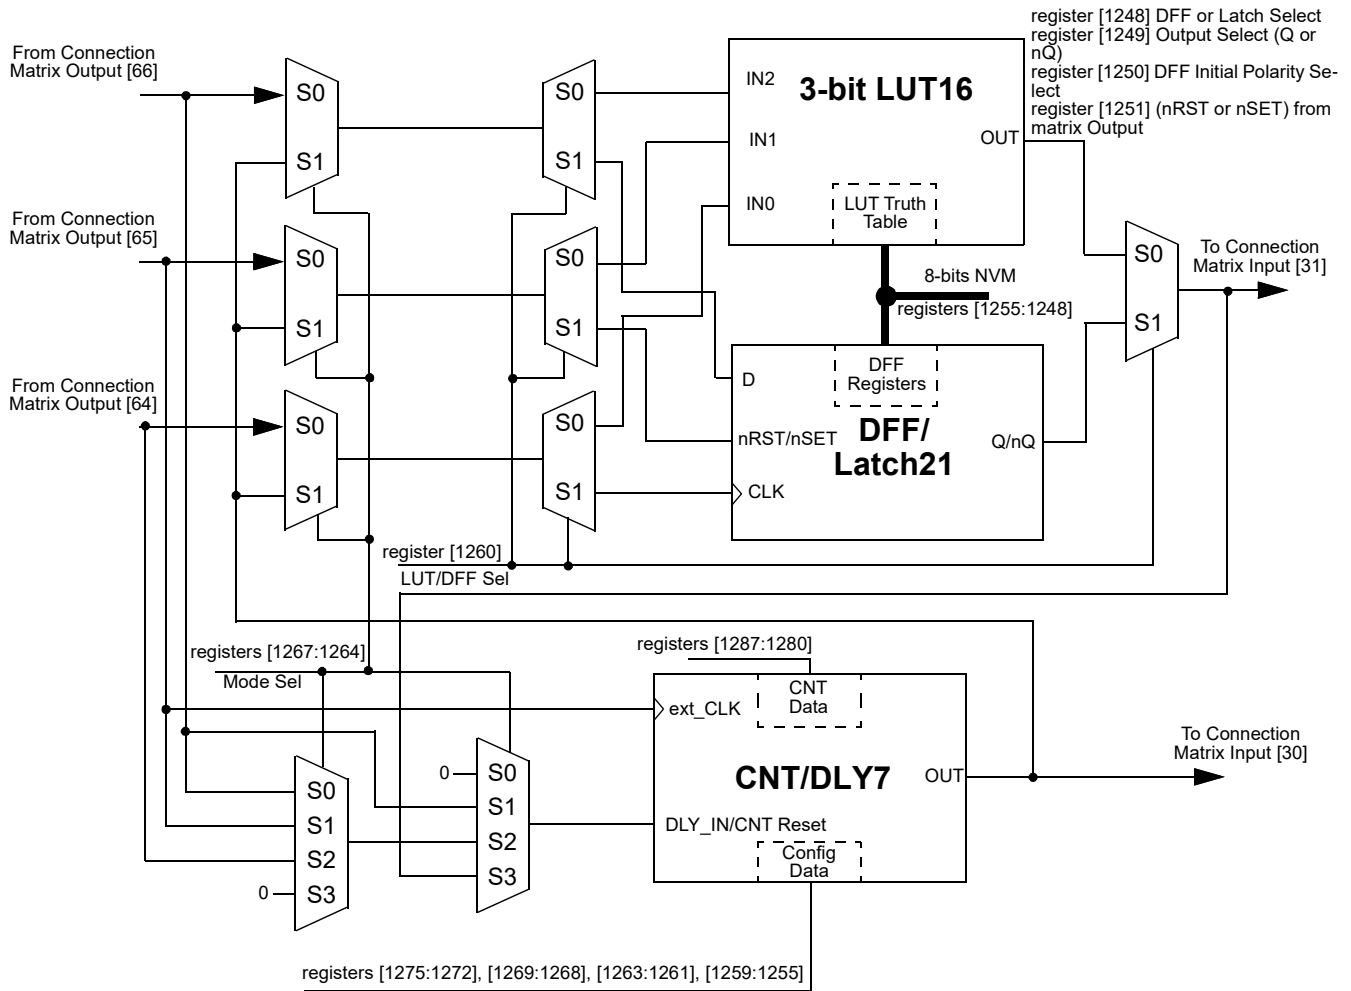 register [1248] DFF or Latch Select
register [1249] Output Select (Q or
nQ)
register [1250] DFF Initial Polarity Se-
lect
register [1251] (nRST or nSET) from
matrix Output
From Connection
Matrix Output [66]
S0
S1
S0
S1
IN2
IN1
IN0
3-bit LUT16
OUT
LUT Truth
Table
From Connection
Matrix Output [65]
S0
S1
S0
S1
8-bits NVM
registers [1255:1248]
S0
S1
To Connection
Matrix Input [31]
From Connection
Matrix Output [64]
S0
S1
S0
S1
D
nRST/nSET
CLK
DFF
Registers
DFF/
Latch21
Q/nQ
register [1260]
LUT/DFF Sel
registers [1267:1264]
Mode Sel
registers [1287:1280]
ext_CLK
CNT
Data
CNT/DLY7
OUT
DLY_IN/CNT Reset
Config
Data
To Connection
Matrix Input [30]
S0
S1
S2
S3
0
0
S0
S1
S2
S3
registers [1275:1272], [1269:1268], [1263:1261], [1259:1255]